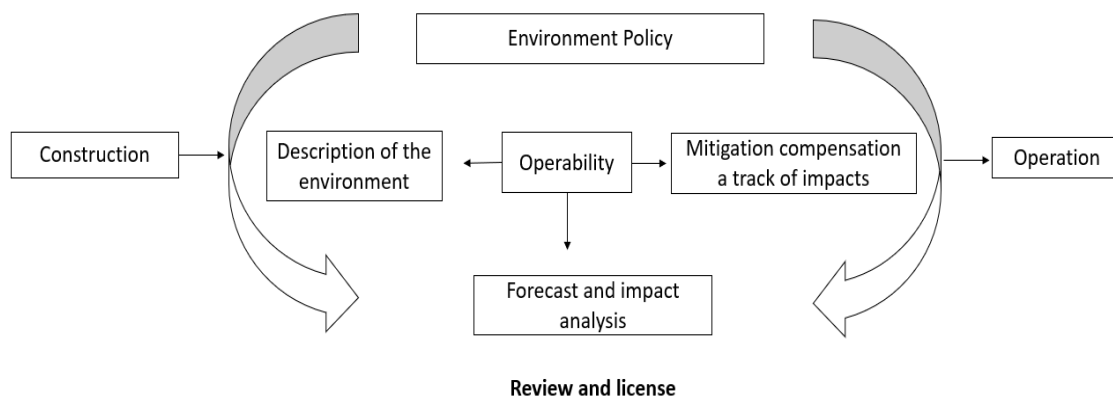 Environment Policy
Construction
Description of the
environment
Operability
Mitigation compensation
a track of impacts
Operation
Forecast and impact
analysis
Review and license